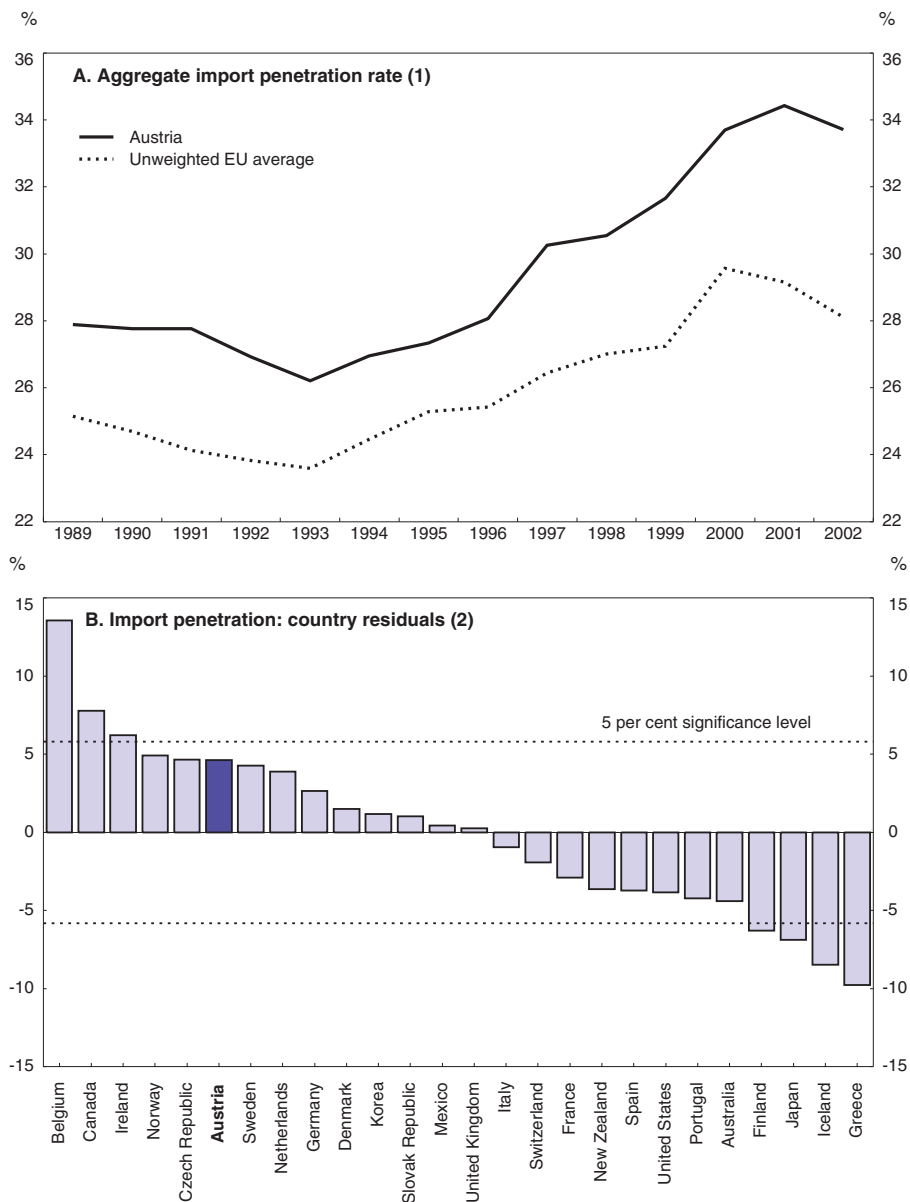 % %
36 36
A. Aggregate import penetration rate (1)
34 34
Austria
Unweighted EU average
32 32
30 30
28 28
26 26
24 24
22 22
1989 1990 1991 1992 1993 1994 1995 1996 1997 1998 1999 2000 2001 2002
% %
15 15
B. Import penetration: country residuals (2)
10 10
5 per cent significance level
5 5
0 0
-5 -5
-10 -10
-15 -15
Belgium
Canada
Ireland
Norway
Czech Republic
Austria
Sweden
Netherlands
Germany
Denmark
Korea
Slovak Republic
Mexico
United Kingdom
Italy
Switzerland
France
New Zealand
Spain
United States
Portugal
Australia
Finland
Japan
Iceland
Greece